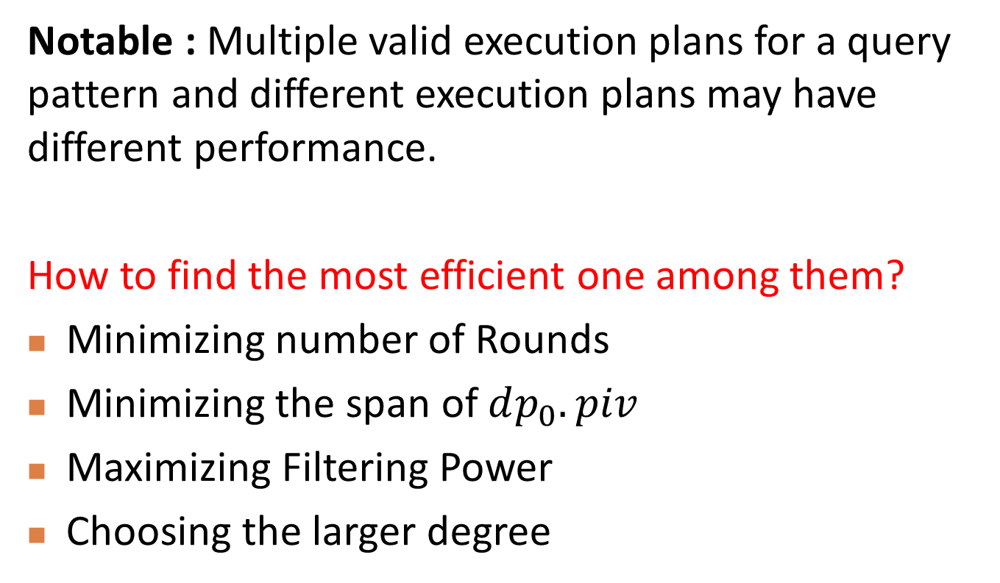 Notable : Multiple valid execution plans for a query
pattern and different execution plans may have
different performance.
How to find the most efficient one among them?
Minimizing number of Rounds
Minimizing the span of dp₀.piv
Maximizing Filtering Power
Choosing the larger degree